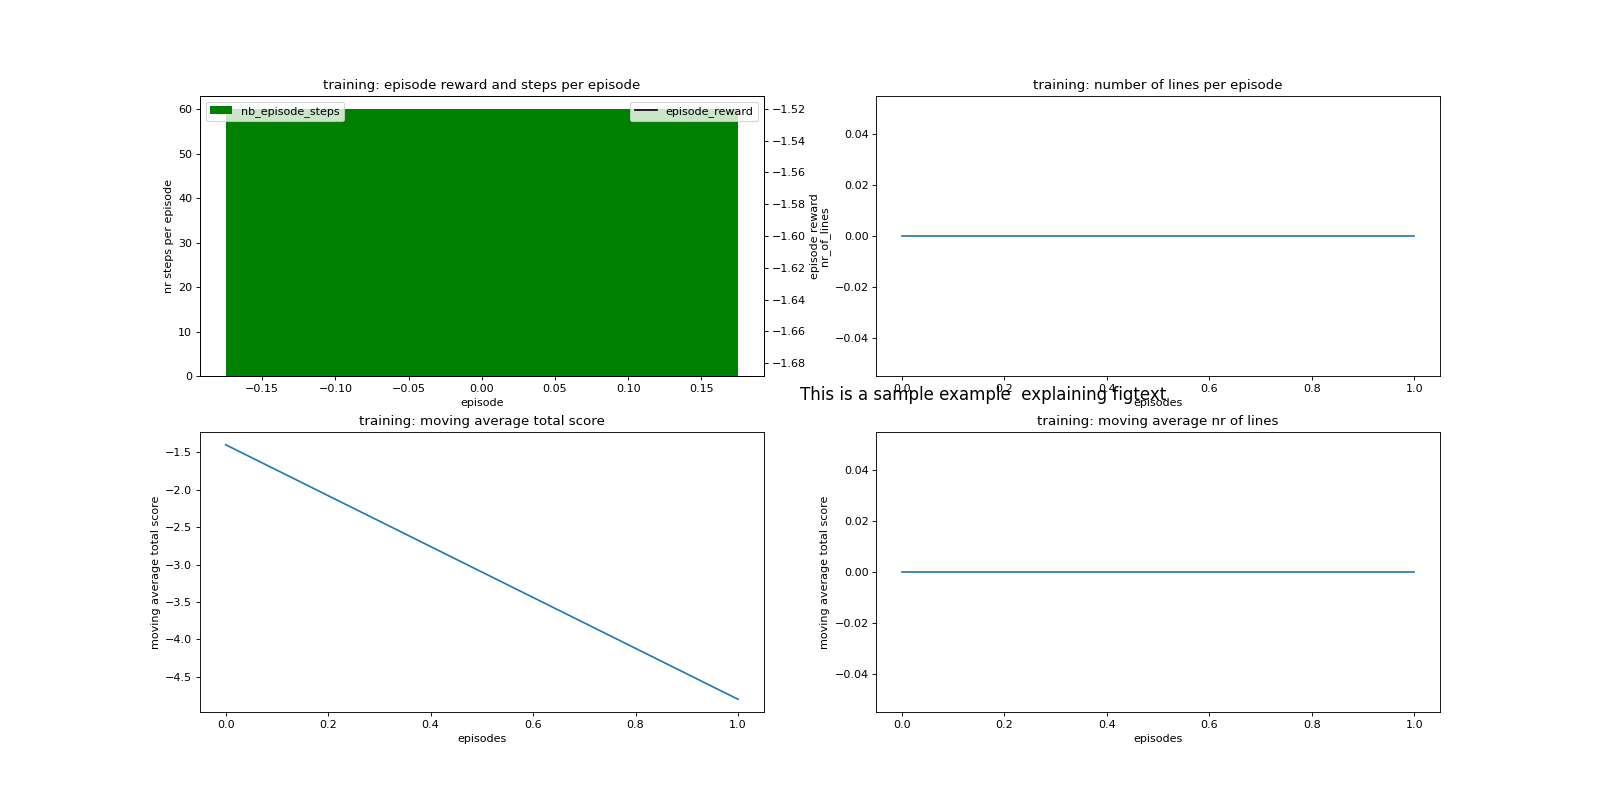 training: episode reward and steps per episode
nb_episode_steps
episode_reward
nr steps per episode
60
50
40
30
20
10
0
−1.52
−1.54
−1.56
−1.58
−1.60
−1.62
−1.64
−1.66
−1.68
episode reward
−0.15 −0.10 −0.05 0.00 0.05 0.10 0.15
episode
training: number of lines per episode
nr_of_lines
0.04
0.02
0.00
−0.02
−0.04
0.0 0.2 0.4 0.6 0.8 1.0
episodes
This is a sample example  explaining figtext
training: moving average total score
moving average total score
−1.5
−2.0
−2.5
−3.0
−3.5
−4.0
−4.5
0.0 0.2 0.4 0.6 0.8 1.0
episodes
training: moving average nr of lines
moving average total score
0.04
0.02
0.00
−0.02
−0.04
0.0 0.2 0.4 0.6 0.8 1.0
episodes